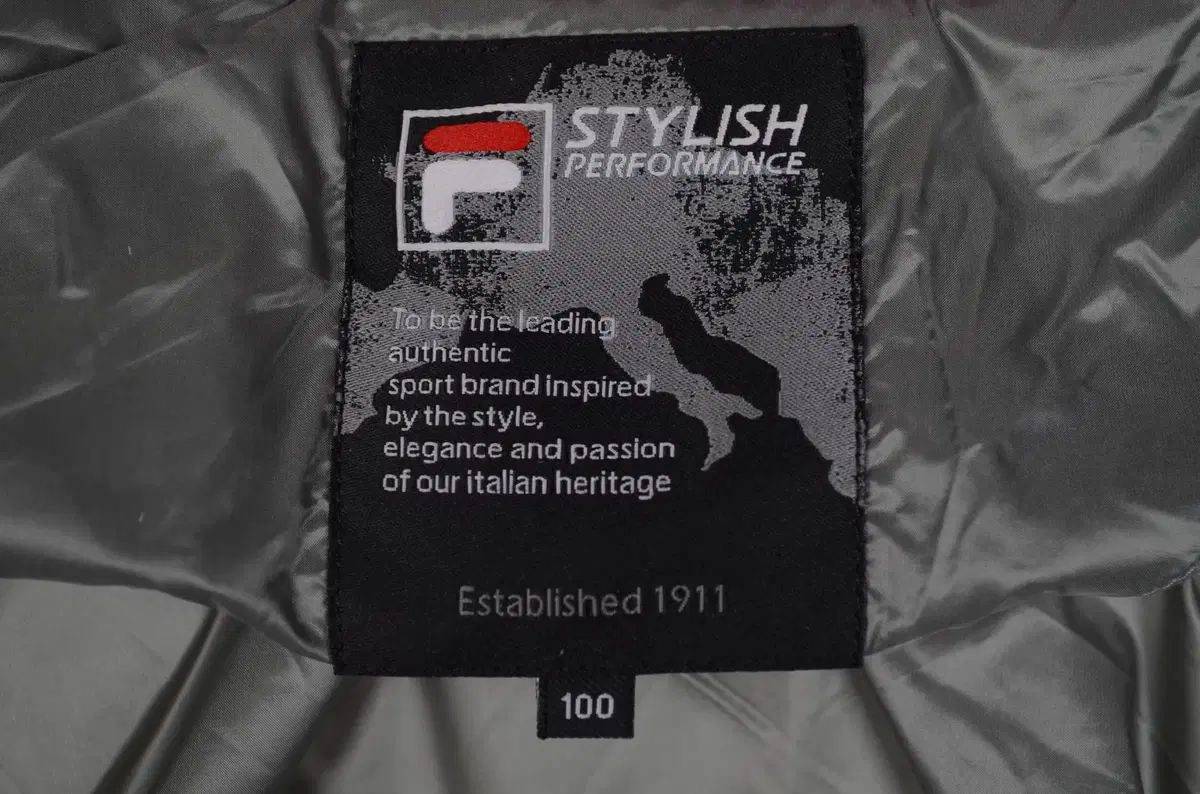 STYLISH
PERFORMANCE
To be the leading
authentic
sport brand inspired
by the style,
elegance and passion
of our italian heritage
Established 1911
100